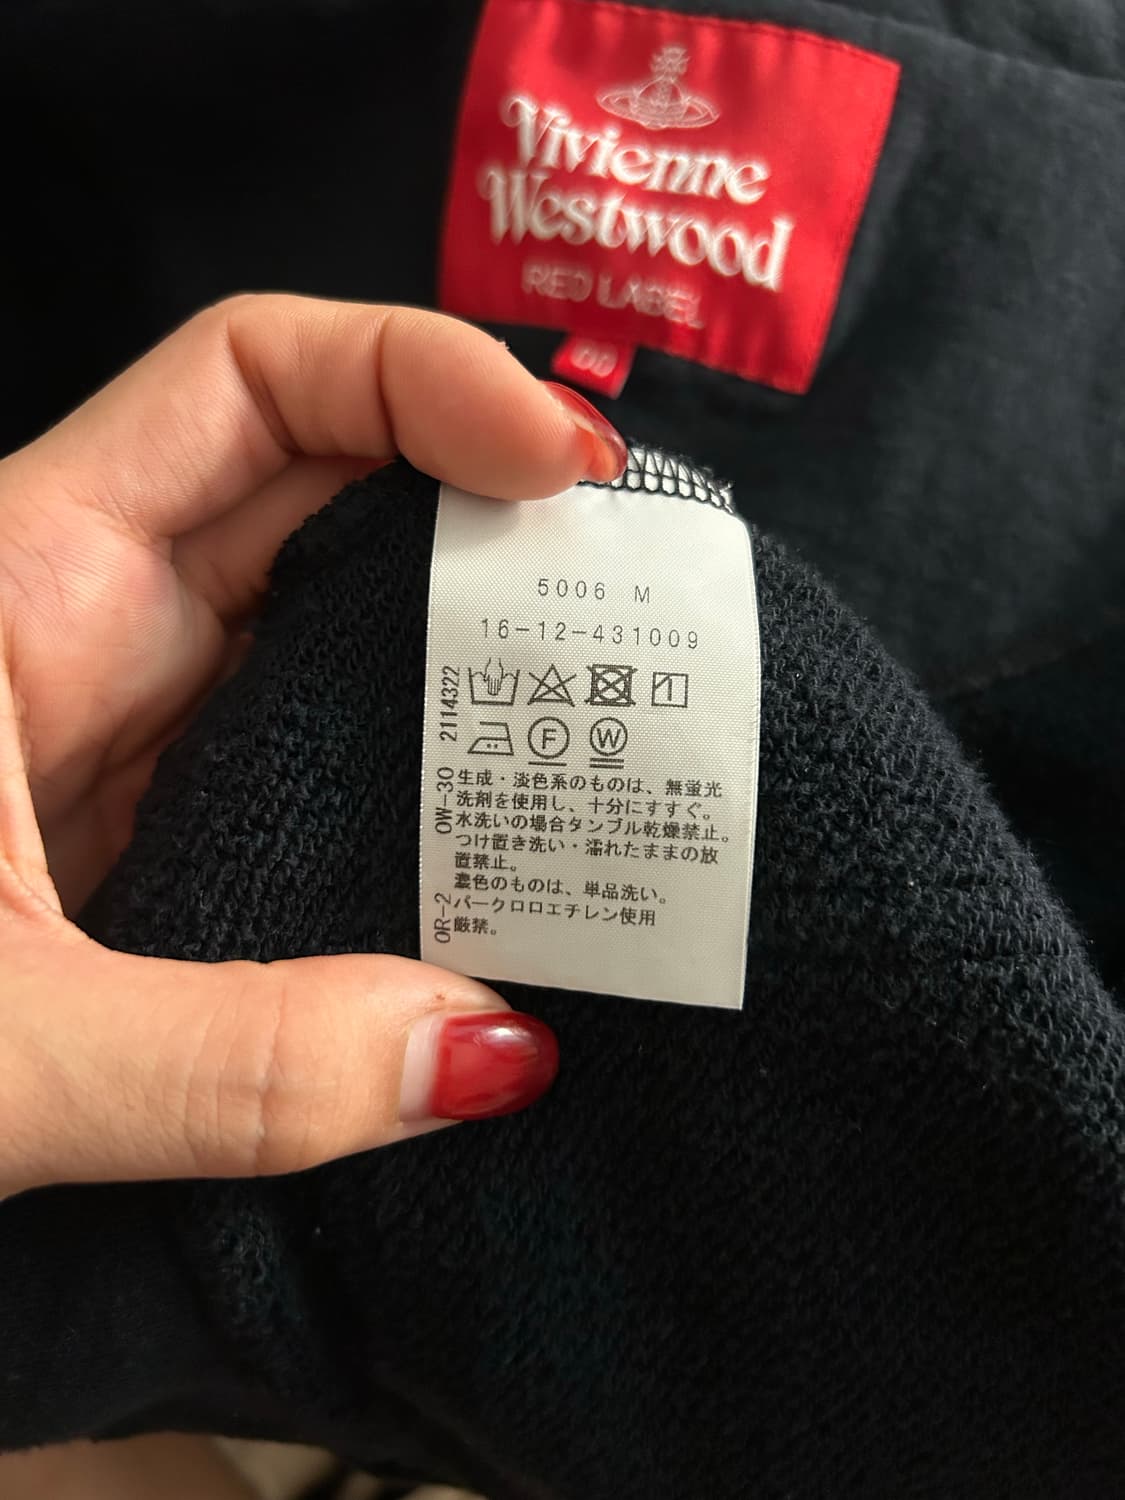 Vivienne
Westwood
RED LABEL
00
5006 M
16-12-431009
2114322
OW-30
OR-2
F
W
生成・淡色系のものは、無蛍光
洗剤を使用し、十分にすすぐ。
水洗いの場合タンブル乾燥禁止。
つけ置き洗い・濡れたままの放
置禁止。
濃色のものは、単品洗い。
パークロロエチレン使用
厳禁。